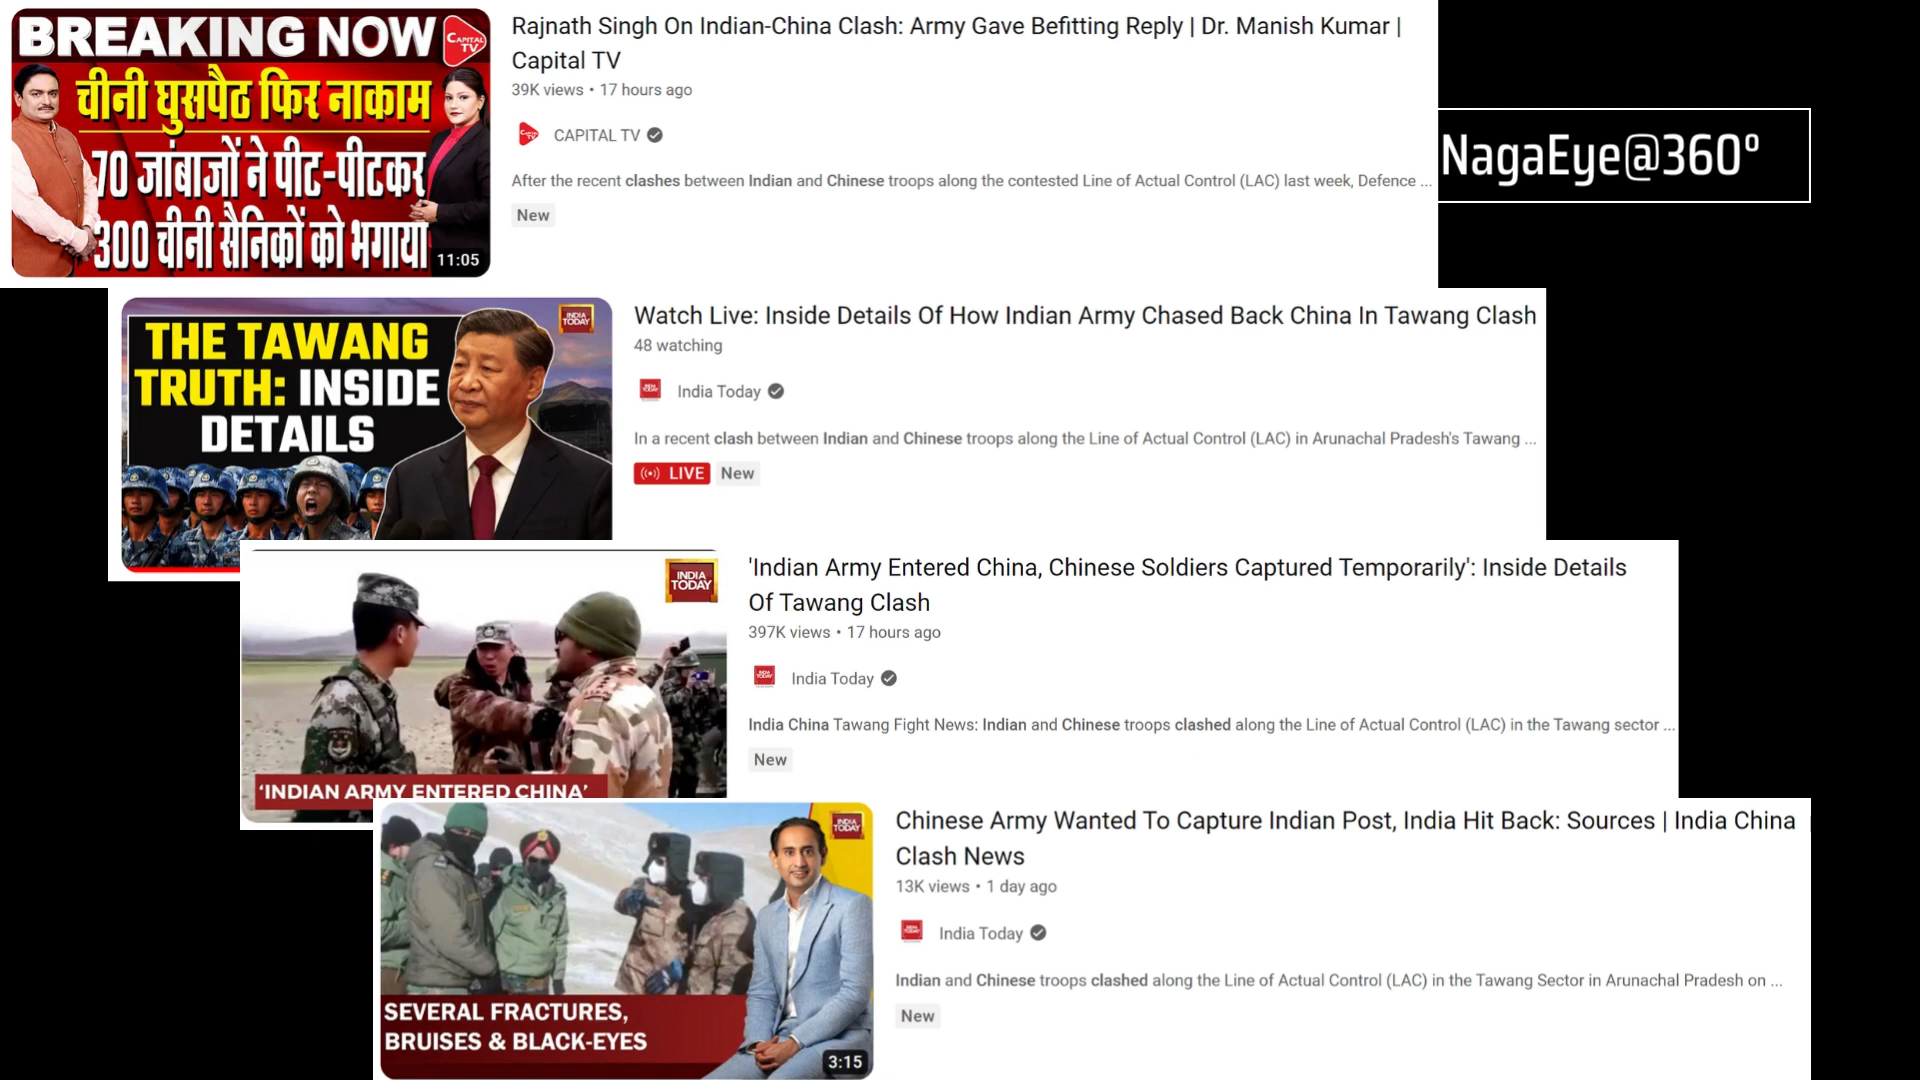 BREAKING NOW
CAPITAL TV
चीनी घुसपैठ फिर नाकाम
70 जांबाजों ने पीट-पीटकर
300 चीनी सैनिकों को भगाया
11:05
Rajnath Singh On Indian-China Clash: Army Gave Befitting Reply | Dr. Manish Kumar |
Capital TV
39K views • 17 hours ago
CAPITAL TV
After the recent clashes between Indian and Chinese troops along the contested Line of Actual Control (LAC) last week, Defence ...
New
NagaEye@360°
THE TAWANG
TRUTH: INSIDE
DETAILS
INDIA
TODAY
Watch Live: Inside Details Of How Indian Army Chased Back China In Tawang Clash
48 watching
India Today
In a recent clash between Indian and Chinese troops along the Line of Actual Control (LAC) in Arunachal Pradesh's Tawang ...
LIVE
New
INDIA
TODAY
'INDIAN ARMY ENTERED CHINA'
'Indian Army Entered China, Chinese Soldiers Captured Temporarily': Inside Details
Of Tawang Clash
397K views • 17 hours ago
India Today
India China Tawang Fight News: Indian and Chinese troops clashed along the Line of Actual Control (LAC) in the Tawang sector ...
New
INDIA
TODAY
SEVERAL FRACTURES,
BRUISES & BLACK-EYES
3:15
Chinese Army Wanted To Capture Indian Post, India Hit Back: Sources | India China
Clash News
13K views • 1 day ago
India Today
Indian and Chinese troops clashed along the Line of Actual Control (LAC) in the Tawang Sector in Arunachal Pradesh on ...
New